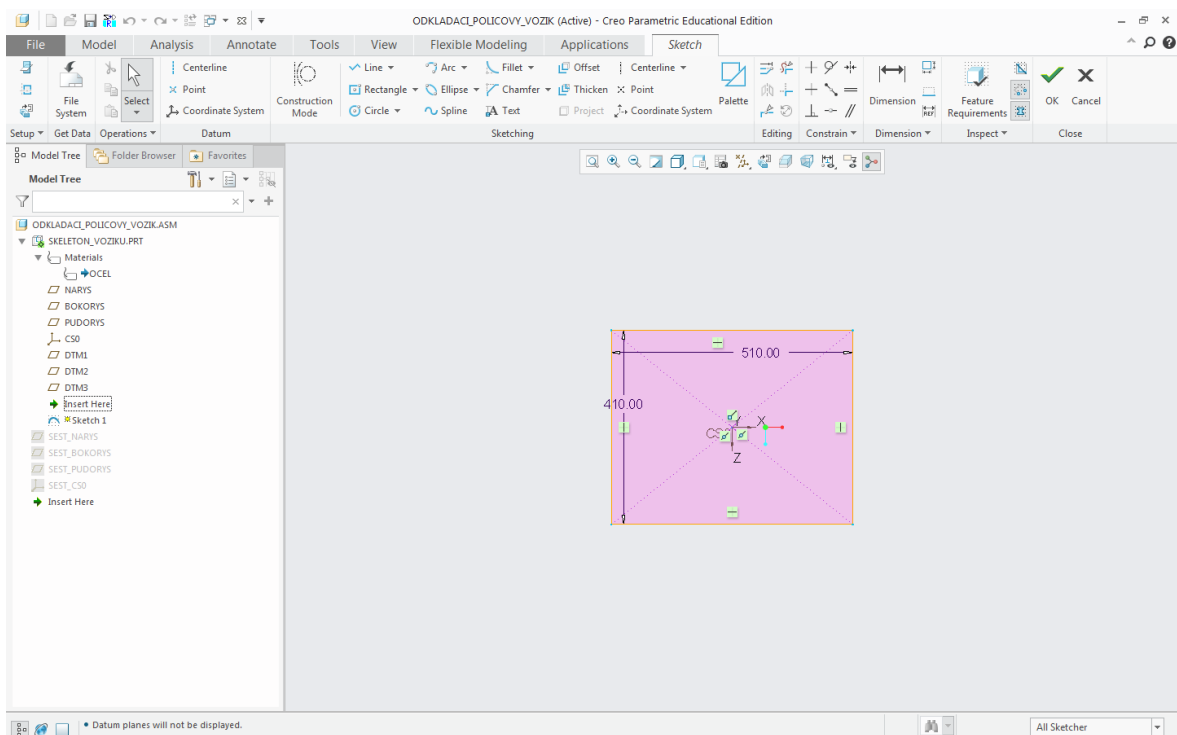 ODKLADACI_POLICOVY_VOZIK (Active) - Creo Parametric Educational Edition
File Model Analysis Annotate Tools View Flexible Modeling Applications Sketch
Centerline
Point
Coordinate System
File System
Select
Construction Mode
Line Arc Fillet Offset Centerline
Rectangle Ellipse Chamfer Thicken Point
Circle Spline Text Project Coordinate System
Palette
Dimension
REF
Feature Requirements
OK Cancel
Setup Get Data Operations Datum Sketching Editing Constrain Dimension Inspect Close
Model Tree Folder Browser Favorites
Model Tree
ODKLADACI_POLICOVY_VOZIK.ASM
SKELETON_VOZIKU.PRT
Materials
OCEL
NARYS
BOKORYS
PUDORYS
CS0
DTM1
DTM2
DTM3
Insert Here
Sketch 1
SEST_NARYS
SEST_BOKORYS
SEST_PUDORYS
SEST_CS0
Insert Here
510.00
410.00
X
Z
Datum planes will not be displayed.
All Sketcher